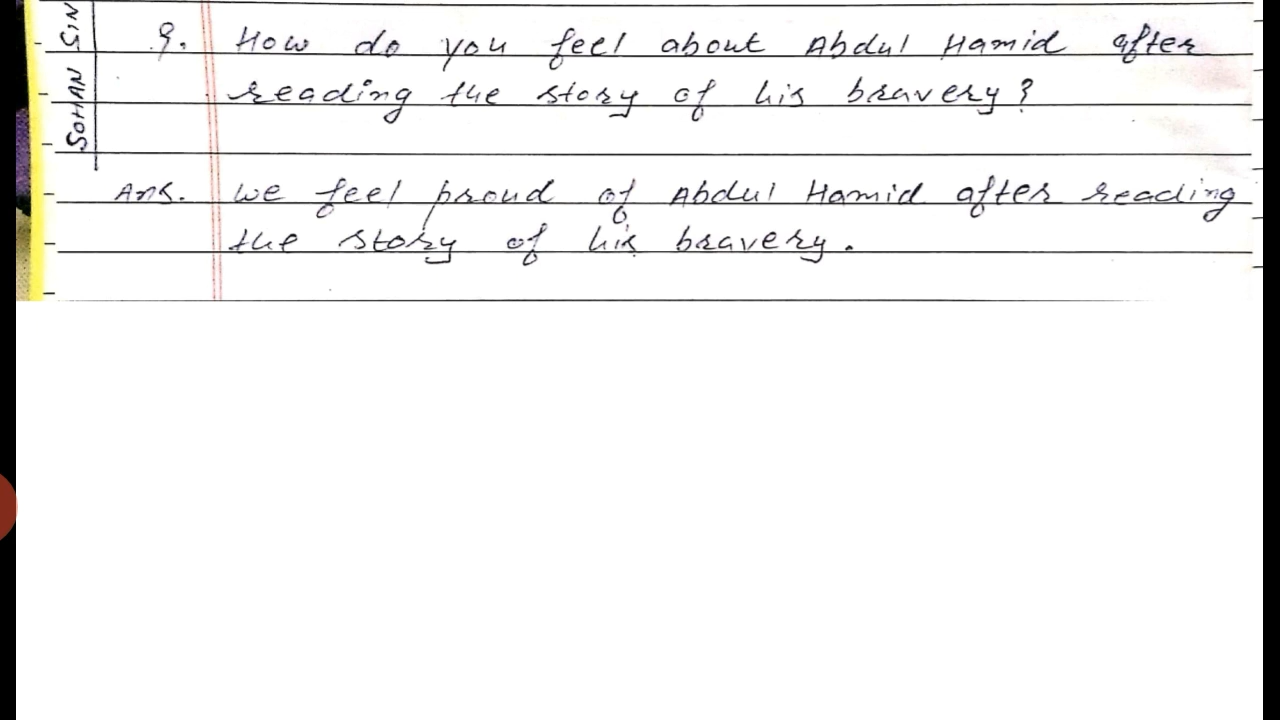 SOHAN SIN
Q. How do you feel about Abdul Hamid after
reading the story of his bravery?
Ans. We feel proud of Abdul Hamid after reading
the story of his bravery.